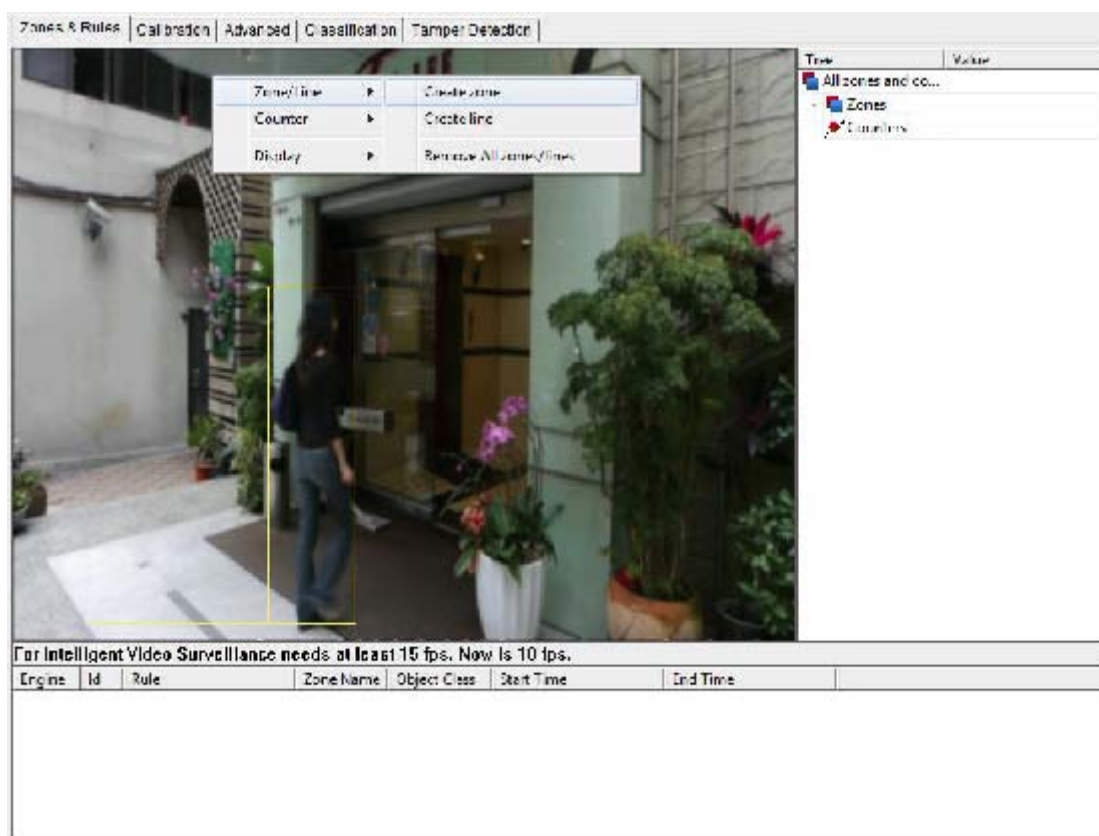 Zones & Rules Calibration Advanced Classification Tamper Detection
Tree Value
All zones and co...
Zones
Counters
Zone/Line Create zone
Counter Create line
Display Remove All zones/lines
For Intelligent Video Surveillance needs at least 15 fps. Now is 10 fps.
Engine Id Rule Zone Name Object Class Start Time End Time